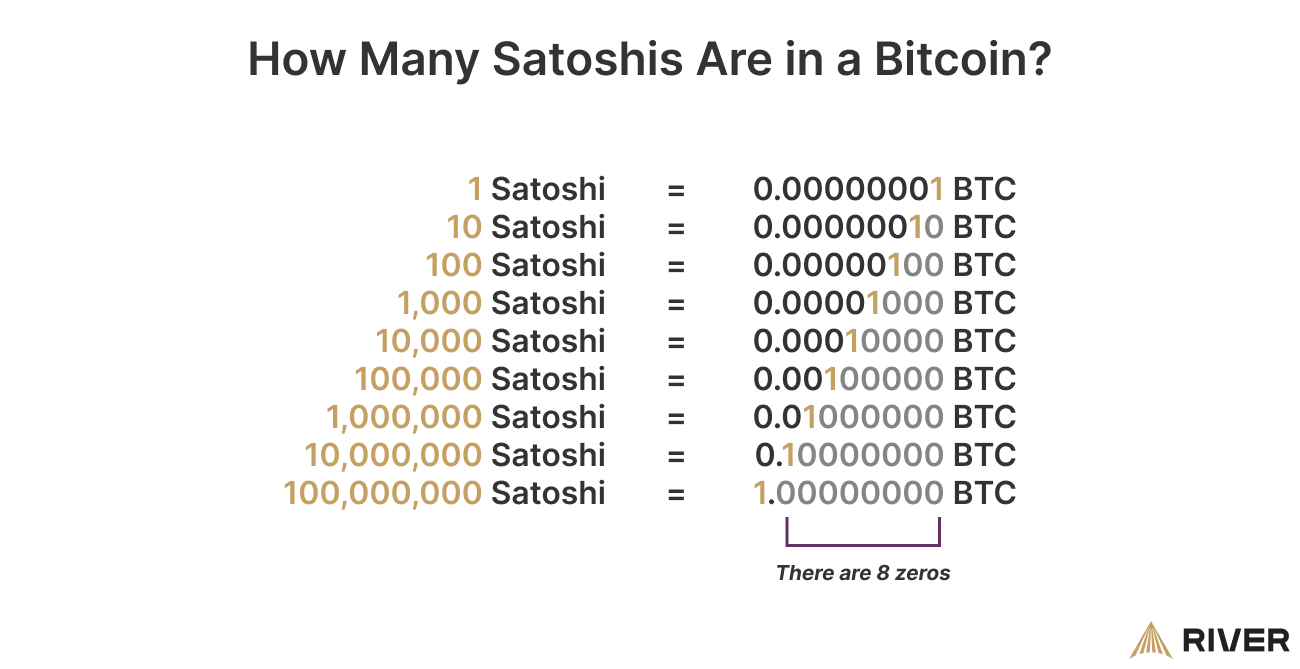 How Many Satoshis Are in a Bitcoin?
1 Satoshi = 0.00000001 BTC
10 Satoshi = 0.00000010 BTC
100 Satoshi = 0.00000100 BTC
1,000 Satoshi = 0.00001000 BTC
10,000 Satoshi = 0.00010000 BTC
100,000 Satoshi = 0.00100000 BTC
1,000,000 Satoshi = 0.01000000 BTC
10,000,000 Satoshi = 0.10000000 BTC
100,000,000 Satoshi = 1.00000000 BTC
There are 8 zeros
RIVER